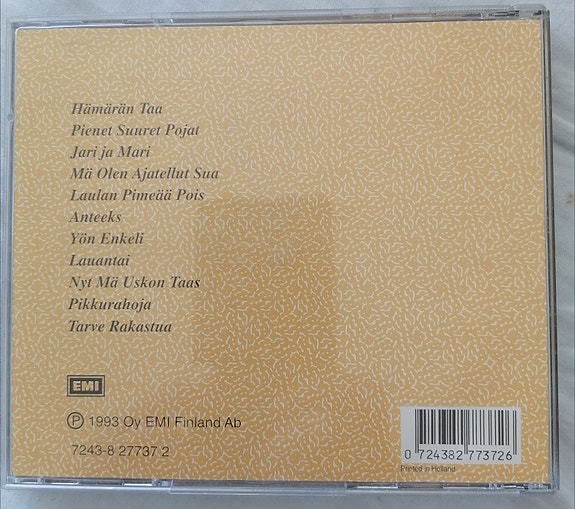 Hämärän Taa
Pienet Suuret Pojat
Jari ja Mari
Mä Olen Ajatellut Sua
Laulan Pimeää Pois
Anteeks
Yön Enkeli
Lauantai
Nyt Mä Uskon Taas
Pikkurahoja
Tarve Rakastua
EMI
Ⓟ 1993 Oy EMI Finland Ab
7243-8 27737 2
0 724382 773726
Printed in Holland